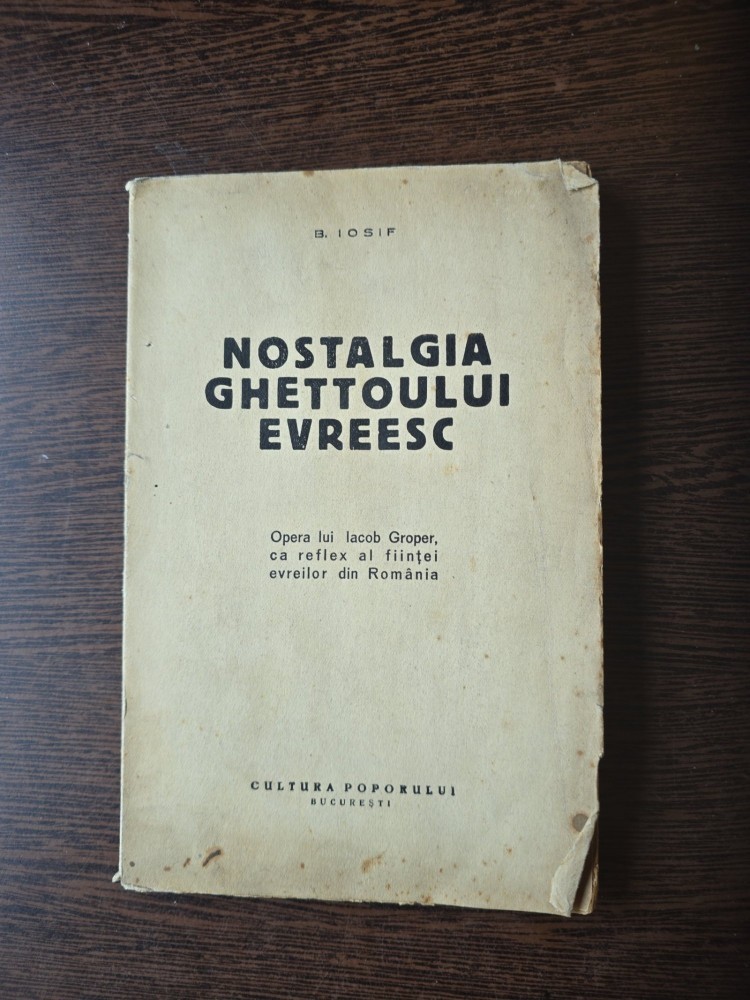 B. IOSIF
NOSTALGIA
GHETTOULUI
EVREESC
Opera lui Iacob Groper,
ca reflex al ființei
evreilor din România
CULTURA POPORULUI
BUCUREȘTI